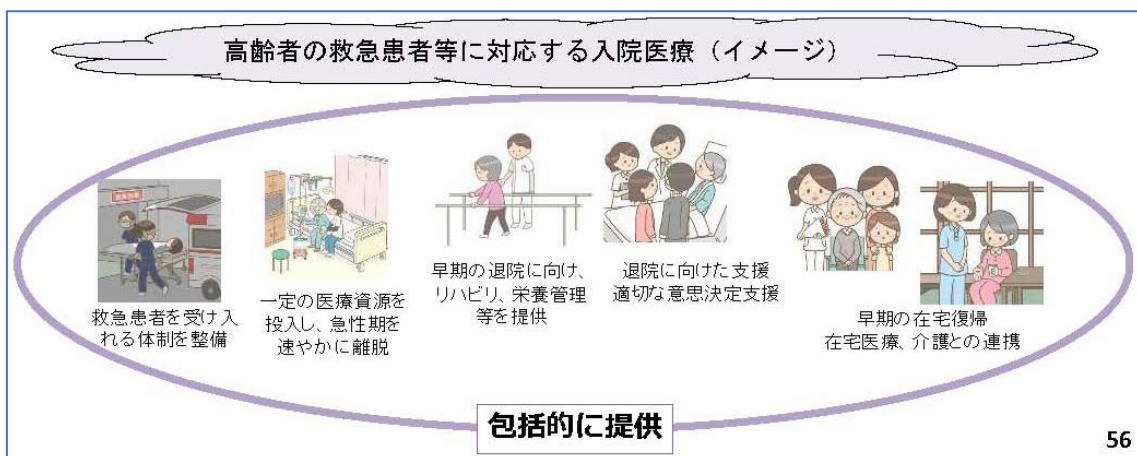 高齢者の救急患者等に対応する入院医療（イメージ）
救急患者を受け入
れる体制を整備
一定の医療資源を
投入し、急性期を
速やかに離脱
早期の退院に向け、
リハビリ、栄養管理
等を提供
退院に向けた支援
適切な意思決定支援
早期の在宅復帰
在宅医療、介護との連携
包括的に提供
56